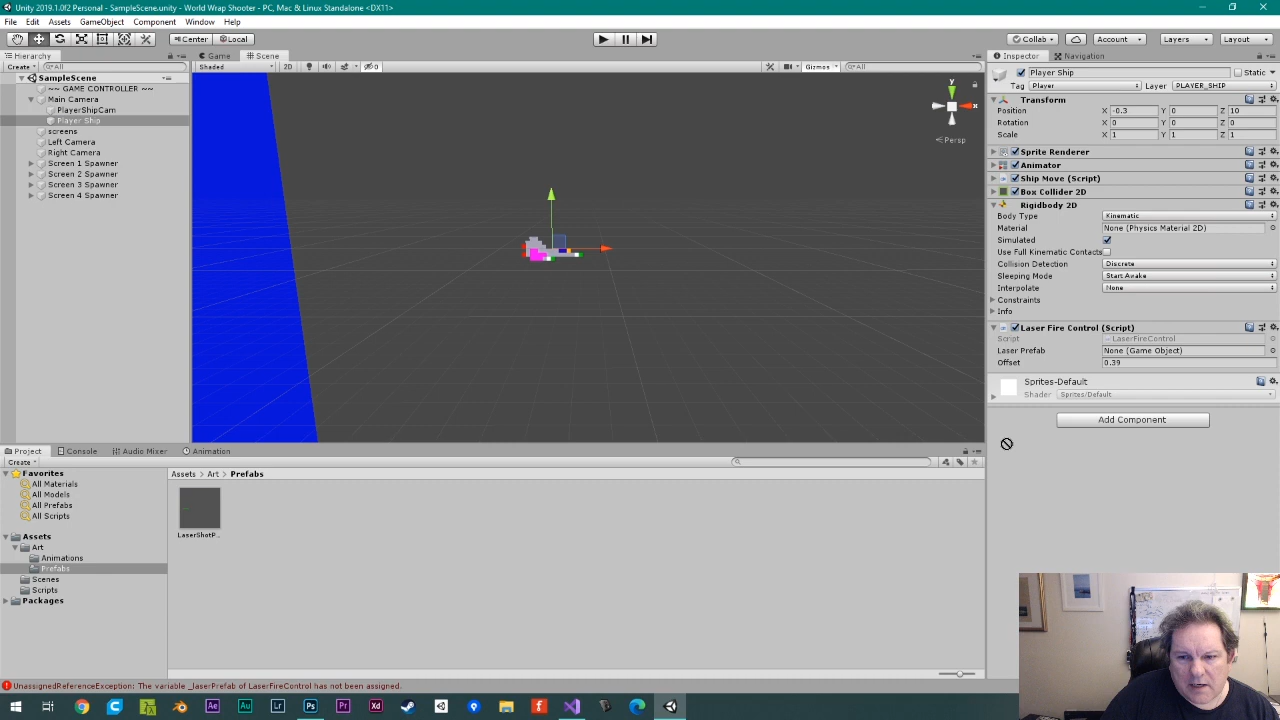 Unity 2019.1.0f2 Personal - SampleScene.unity - World Wrap Shooter - PC, Mac & Linux Standalone <DX11>
File Edit Assets GameObject Component Window Help
Center Local Collab Account Layers Layout
Hierarchy Game Scene Inspector Navigation
Create All Shaded 2D 0 Gizmos All
SampleScene
~~ GAME CONTROLLER ~~
Main Camera
PlayerShipCam
Player Ship
screens
Left Camera
Right Camera
Screen 1 Spawner
Screen 2 Spawner
Screen 3 Spawner
Screen 4 Spawner
y
x
Persp
Player Ship Static
Tag Player Layer PLAYER_SHIP
Transform
Position X -0.3 Y 0 Z 10
Rotation X 0 Y 0 Z 0
Scale X 1 Y 1 Z 1
Sprite Renderer
Animator
Ship Move (Script)
Box Collider 2D
Rigidbody 2D
Body Type Kinematic
Material None (Physics Material 2D)
Simulated
Use Full Kinematic Contacts
Collision Detection Discrete
Sleeping Mode Start Awake
Interpolate None
Constraints
Info
Laser Fire Control (Script)
Script LaserFireControl
Laser Prefab None (Game Object)
Offset 0.39
Sprites-Default
Shader Sprites/Default
Add Component
Project Console Audio Mixer Animation
Create
Favorites
All Materials
All Models
All Prefabs
All Scripts
Assets
Art
Animations
Prefabs
Scenes
Scripts
Packages
Assets Art Prefabs
LaserShotP...
UnassignedReferenceException: The variable _laserPrefab of LaserFireControl has not been assigned.
Ae Au Lr Ps Pr Xd